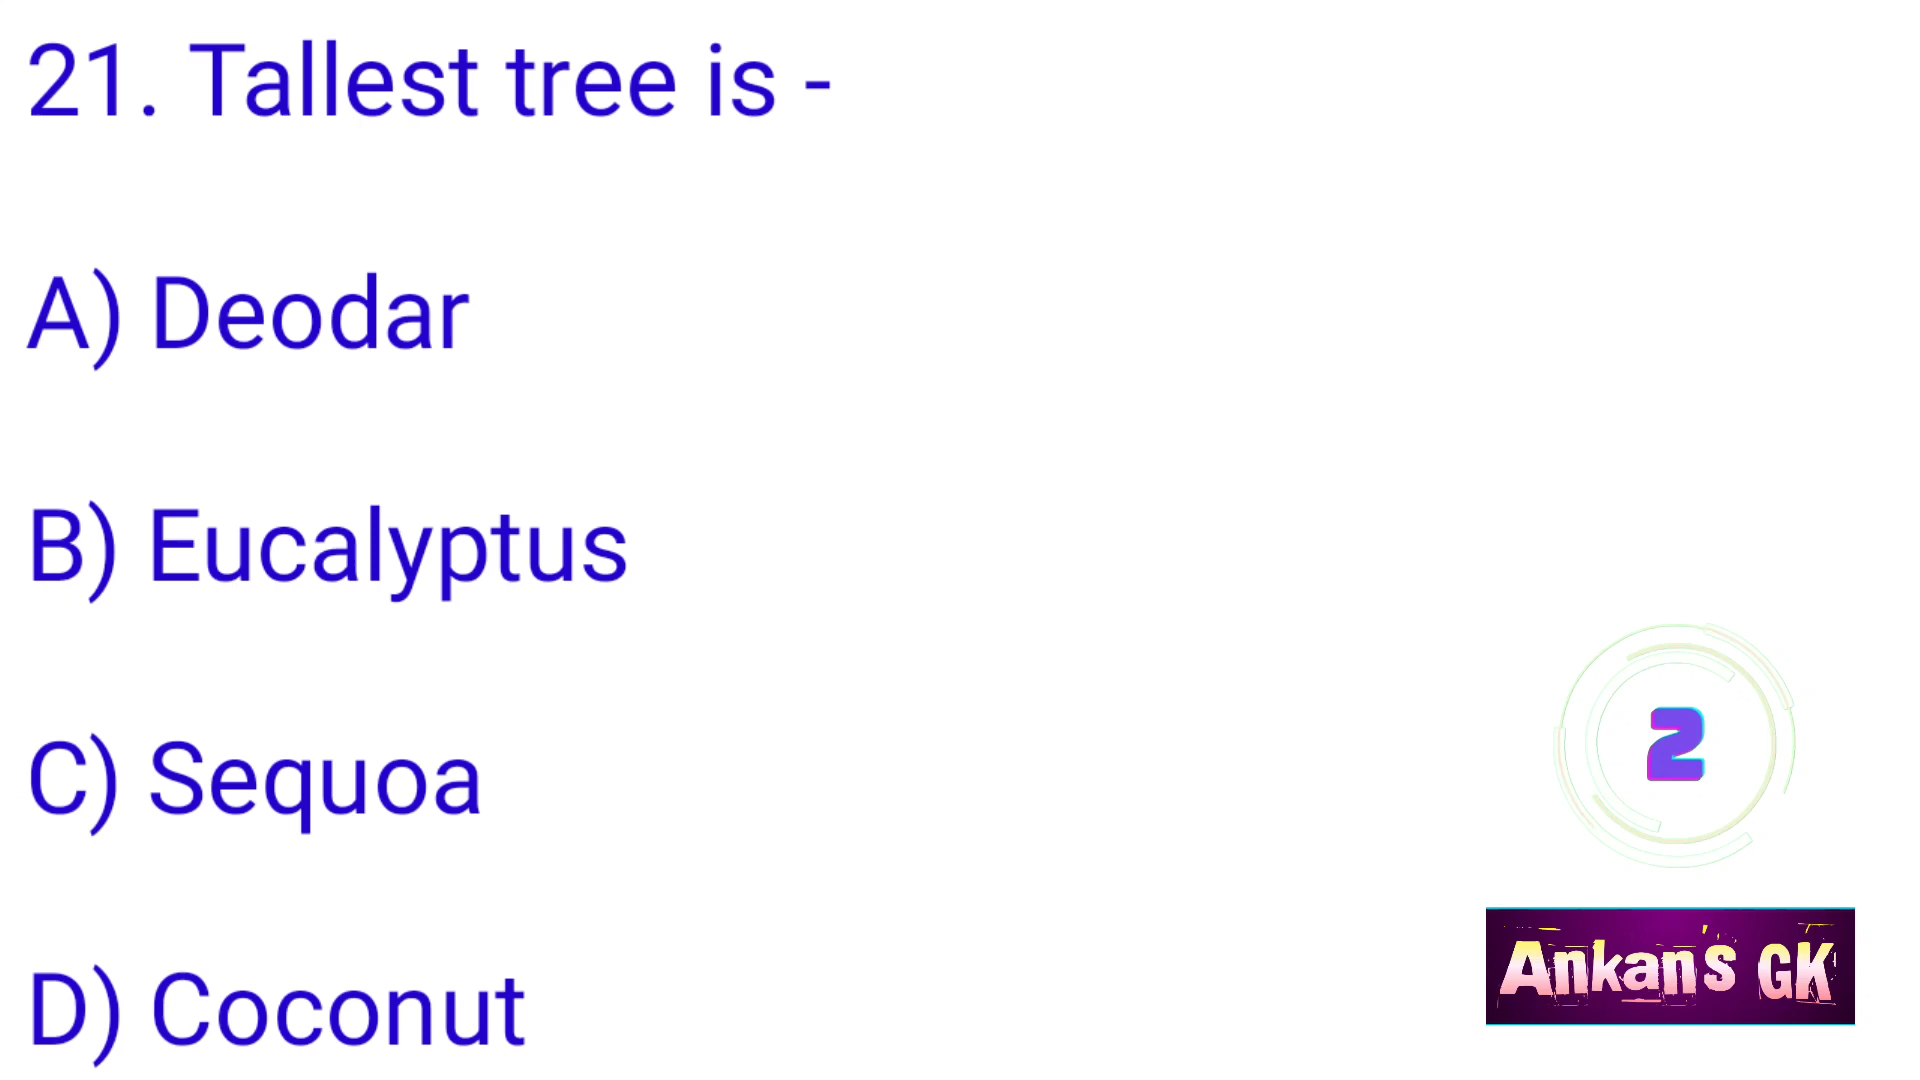 21. Tallest tree is -
A) Deodar
B) Eucalyptus
C) Sequoa
D) Coconut
2
Ankan's GK